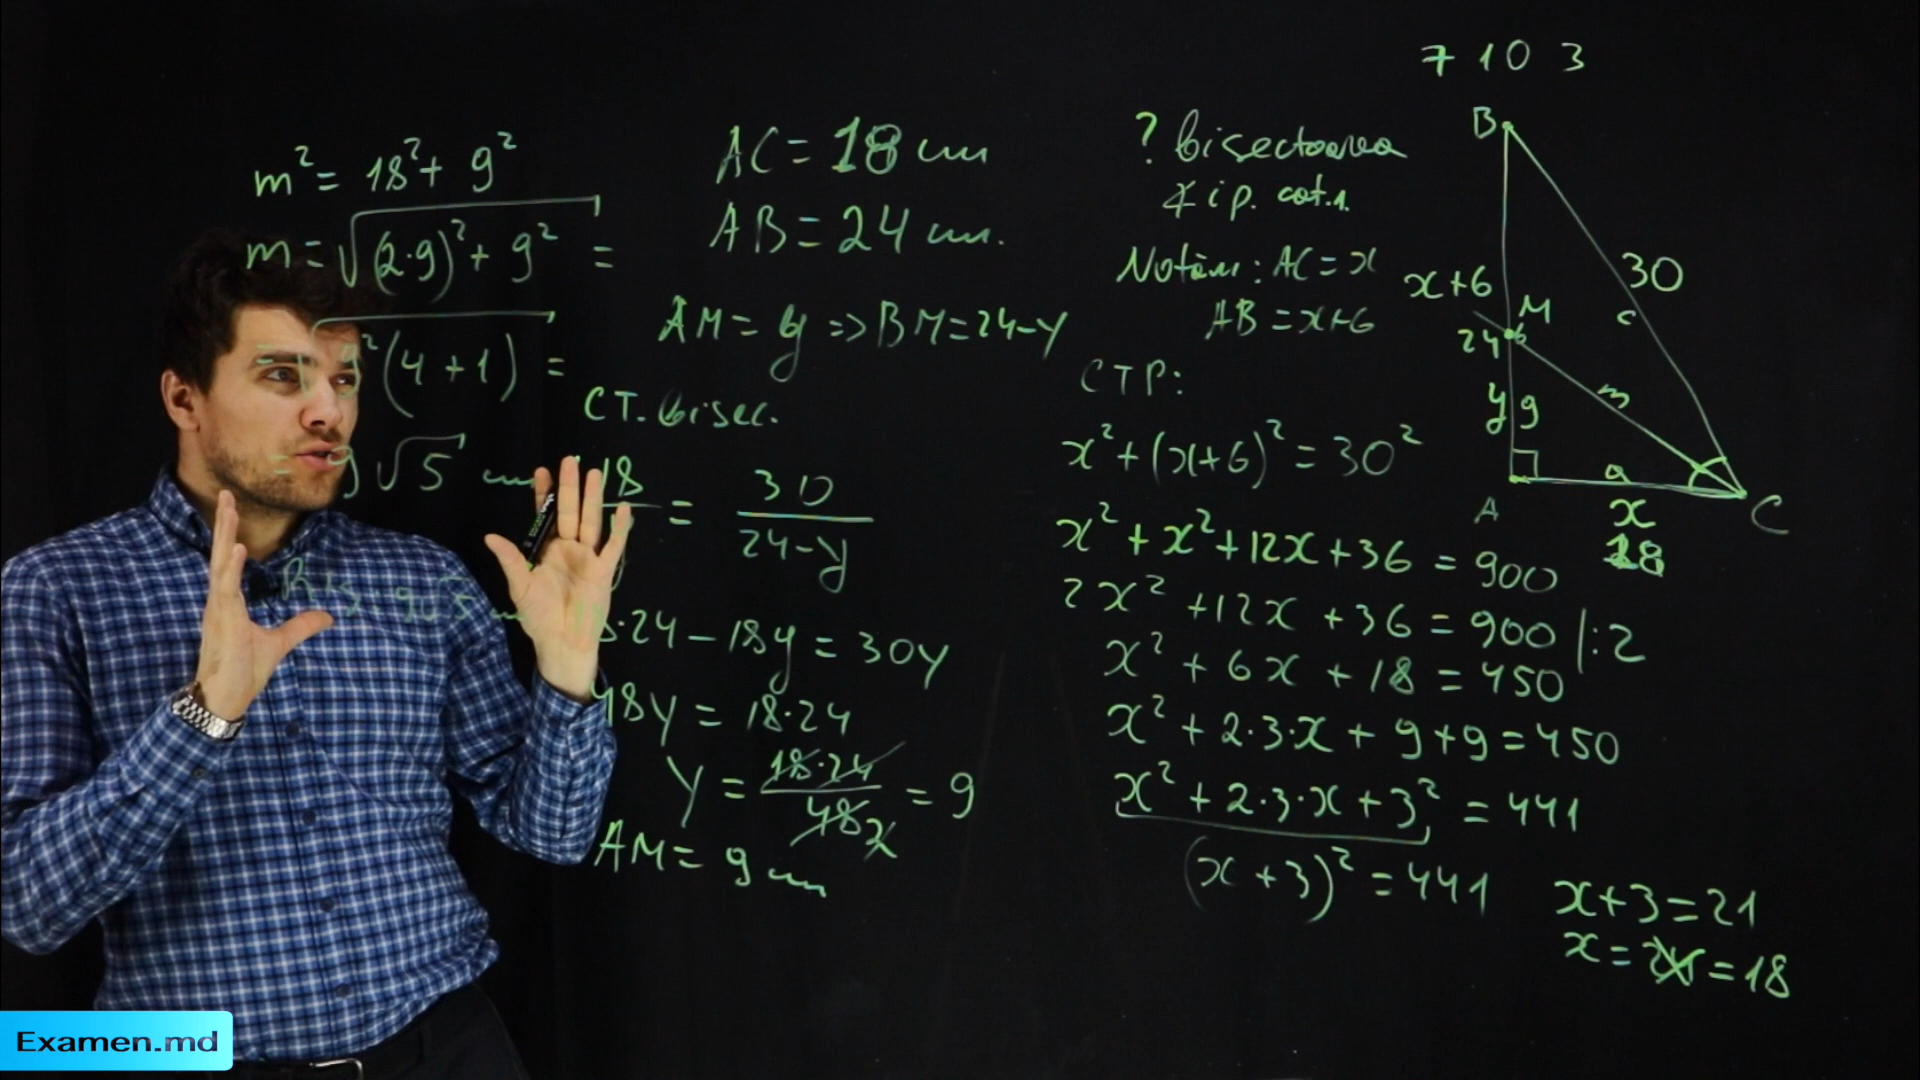 m² = 18² + 9²
m = √((2·9)² + 9²) =
9²(4+1) =
= 9√5 cm
AC = 18 cm
AB = 24 cm.
AM = y => BM = 24-y
CT. bisec.
18 = 30
24-y
·24 - 18y = 30y
48y = 18·24
y = 18·24 = 9
48 2
AM = 9 cm
7 10 3
? bisectoarea
∢ ip. cat.1.
Notăm: AC = x
AB = x+6
CTP:
x² + (x+6)² = 30²
x² + x² + 12x + 36 = 900
2x² + 12x + 36 = 900 |:2
x² + 6x + 18 = 450
x² + 2·3·x + 9 + 9 = 450
x² + 2·3·x + 3² = 441
(x+3)² = 441
x+3 = 21
x = = 18
B
30
x+6
M
c
24
6
m
y 9
a
A
x
C
18
Examen.md